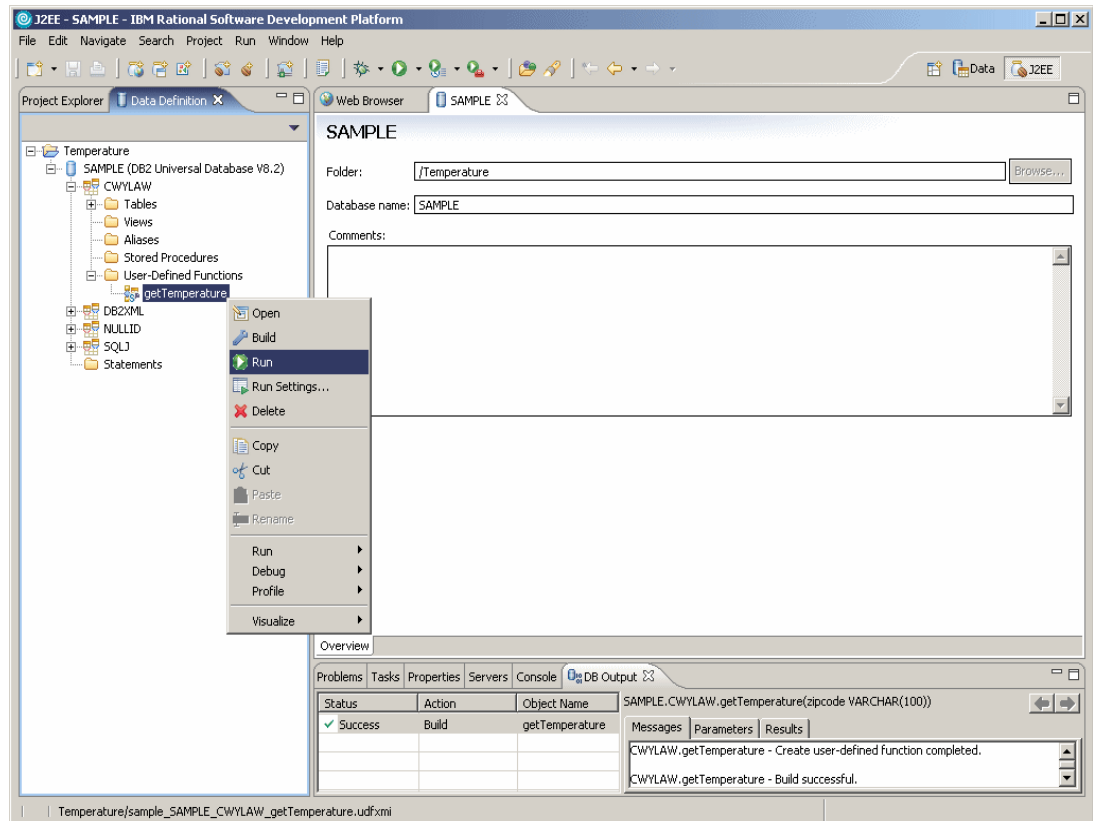 J2EE - SAMPLE - IBM Rational Software Development Platform
File Edit Navigate Search Project Run Window Help
Data J2EE
Project Explorer Data Definition
Web Browser SAMPLE
SAMPLE
Temperature
SAMPLE (DB2 Universal Database V8.2)
CWYLAW
Tables
Views
Aliases
Stored Procedures
User-Defined Functions
getTemperature
DB2XML
NULLID
SQLJ
Statements
Folder: /Temperature Browse...
Database name: SAMPLE
Comments:
Open
Build
Run
Run Settings...
Delete
Copy
Cut
Paste
Rename
Run
Debug
Profile
Visualize
Overview
Problems Tasks Properties Servers Console DB Output
Status Action Object Name
Success Build getTemperature
SAMPLE.CWYLAW.getTemperature(zipcode VARCHAR(100))
Messages Parameters Results
CWYLAW.getTemperature - Create user-defined function completed.
CWYLAW.getTemperature - Build successful.
Temperature/sample_SAMPLE_CWYLAW_getTemperature.udfxmi